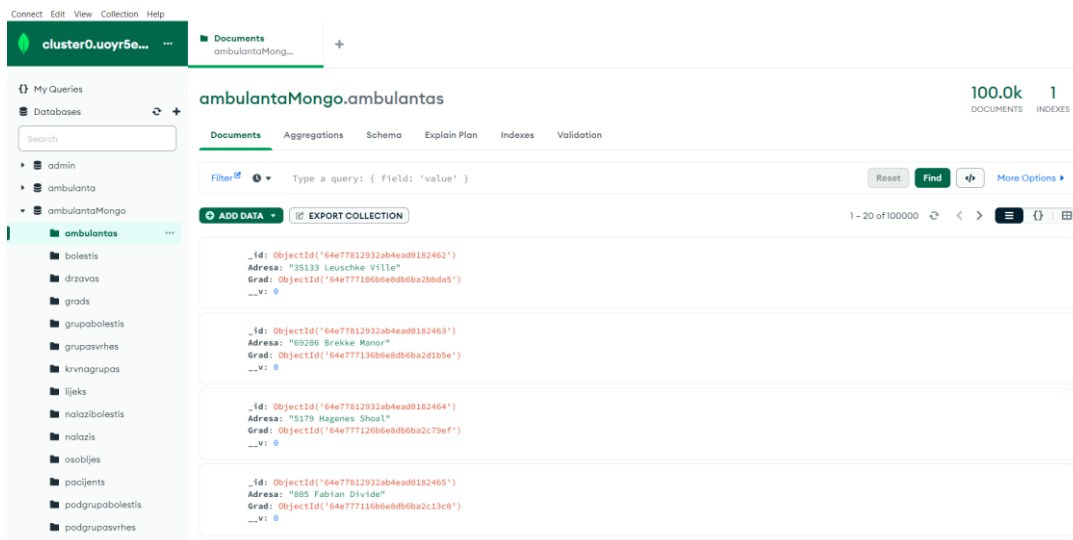 Connect Edit View Collection Help
cluster0.uoyr5e... ...
Documents
ambulantaMong...
+
{} My Queries
Databases
Search
admin
ambulanta
ambulantaMongo
ambulantas ...
bolestis
drzavas
grads
grupabolestis
grupasvrhes
krvnagrupas
lijeks
nalazibolestis
nalazis
osobljes
pacijents
podgrupabolestis
podgrupasvrhes
ambulantaMongo.ambulantas
100.0k 1
DOCUMENTS INDEXES
Documents Aggregations Schema Explain Plan Indexes Validation
Filter Type a query: { field: 'value' } Reset Find </> More Options
ADD DATA EXPORT COLLECTION 1 – 20 of 100000 {}
_id: ObjectId('64e77812932ab4ead0182462')
Adresa: "35133 Leuschke Ville"
Grad: ObjectId('64e777106b6e8db6ba2bbda5')
__v: 0
_id: ObjectId('64e77812932ab4ead0182463')
Adresa: "69206 Brekke Manor"
Grad: ObjectId('64e777136b6e8db6ba2d1b5e')
__v: 0
_id: ObjectId('64e77812932ab4ead0182464')
Adresa: "5179 Hagenes Shoal"
Grad: ObjectId('64e777126b6e8db6ba2c79ef')
__v: 0
_id: ObjectId('64e77812932ab4ead0182465')
Adresa: "805 Fabian Divide"
Grad: ObjectId('64e777116b6e8db6ba2c13c0')
__v: 0